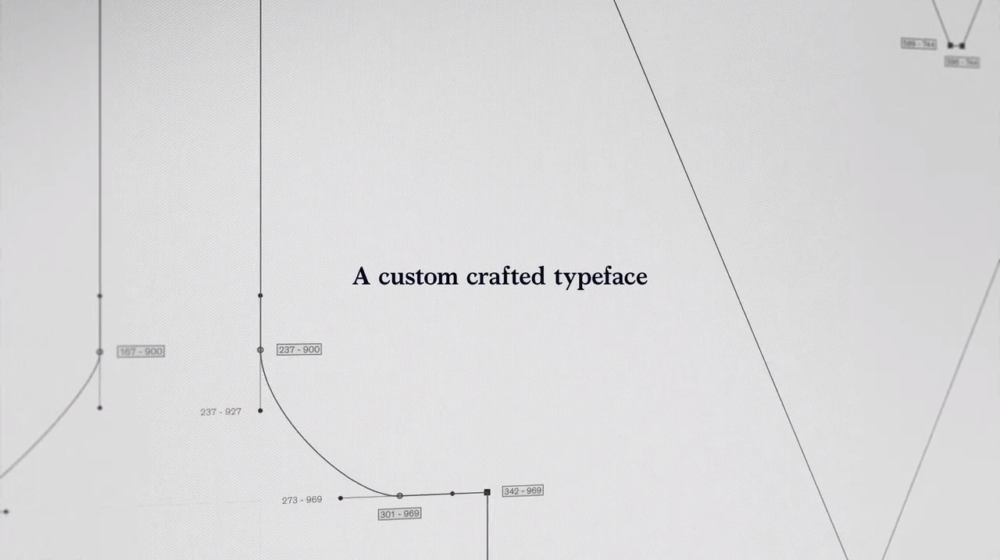 A custom crafted typeface
167 - 900
237 - 900
237 - 927
273 - 969
342 - 969
301 - 969